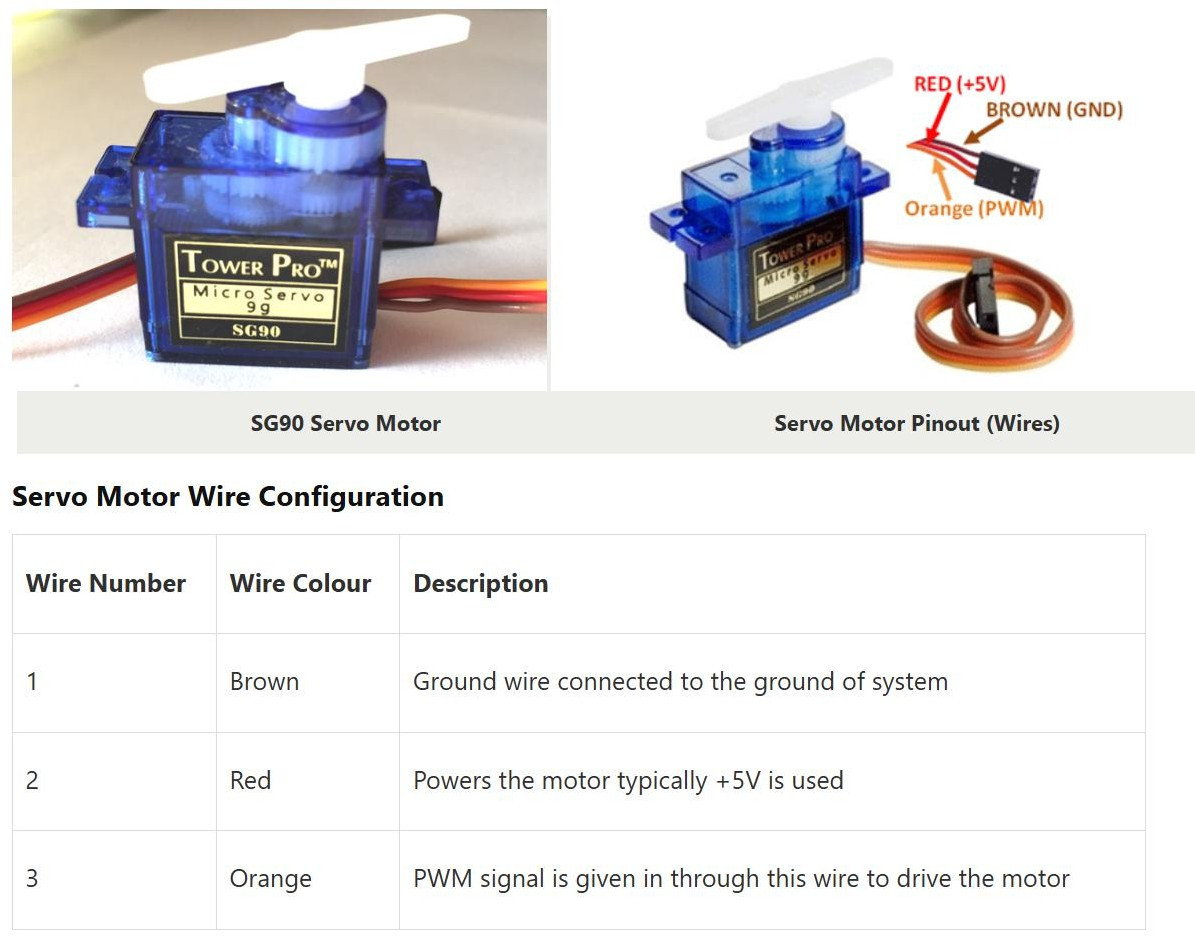 TOWER PRO™
Micro Servo
9g
SG90
RED (+5V)
BROWN (GND)
Orange (PWM)
TOWER PRO
Micro Servo
9g
SG90
SG90 Servo Motor
Servo Motor Pinout (Wires)
Servo Motor Wire Configuration
Wire Number Wire Colour Description
1 Brown Ground wire connected to the ground of system
2 Red Powers the motor typically +5V is used
3 Orange PWM signal is given in through this wire to drive the motor